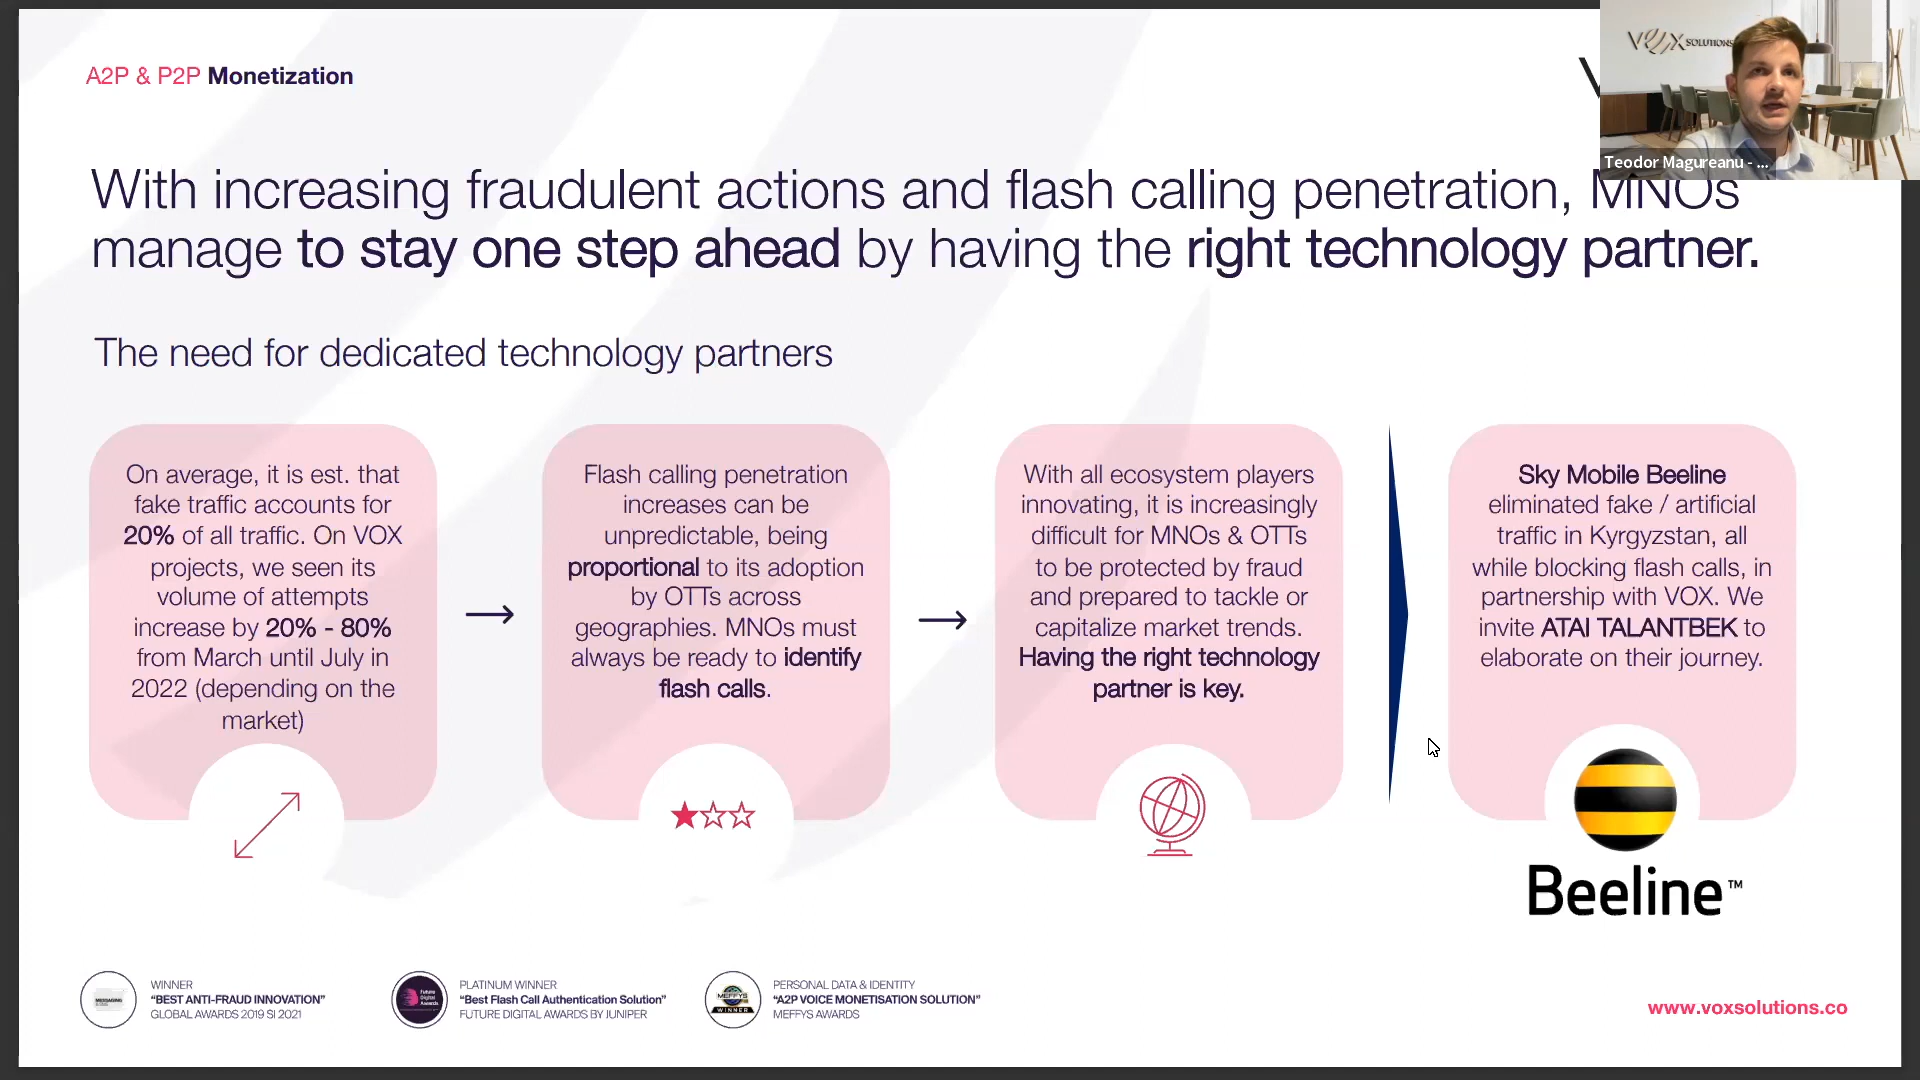 A2P & P2P Monetization
VOX SOLUTIONS
Teodor Magureanu - ...
With increasing fraudulent actions and flash calling penetration, MNOs
manage to stay one step ahead by having the right technology partner.
The need for dedicated technology partners
On average, it is est. that
fake traffic accounts for
20% of all traffic. On VOX
projects, we seen its
volume of attempts
increase by 20% - 80%
from March until July in
2022 (depending on the
market)
Flash calling penetration
increases can be
unpredictable, being
proportional to its adoption
by OTTs across
geographies. MNOs must
always be ready to identify
flash calls.
With all ecosystem players
innovating, it is increasingly
difficult for MNOs & OTTs
to be protected by fraud
and prepared to tackle or
capitalize market trends.
Having the right technology
partner is key.
Sky Mobile Beeline
eliminated fake / artificial
traffic in Kyrgyzstan, all
while blocking flash calls, in
partnership with VOX. We
invite ATAI TALANTBEK to
elaborate on their journey.
Beeline™
WINNER
“BEST ANTI-FRAUD INNOVATION”
GLOBAL AWARDS 2019 SI 2021
Future
Digital
Awards
PLATINUM WINNER
“Best Flash Call Authentication Solution”
FUTURE DIGITAL AWARDS BY JUNIPER
MEFFYS
WINNER
PERSONAL DATA & IDENTITY
“A2P VOICE MONETISATION SOLUTION”
MEFFYS AWARDS
www.voxsolutions.co